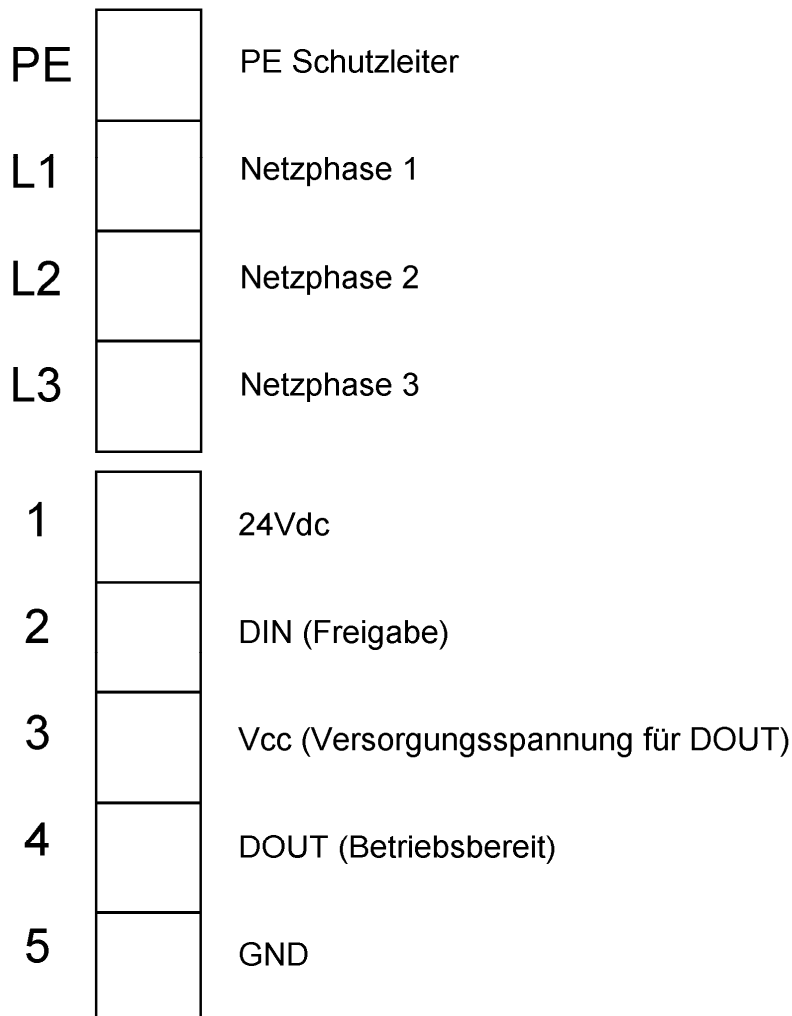 PE PE Schutzleiter
L1 Netzphase 1
L2 Netzphase 2
L3 Netzphase 3
1 24Vdc
2 DIN (Freigabe)
3 Vcc (Versorgungsspannung für DOUT)
4 DOUT (Betriebsbereit)
5 GND